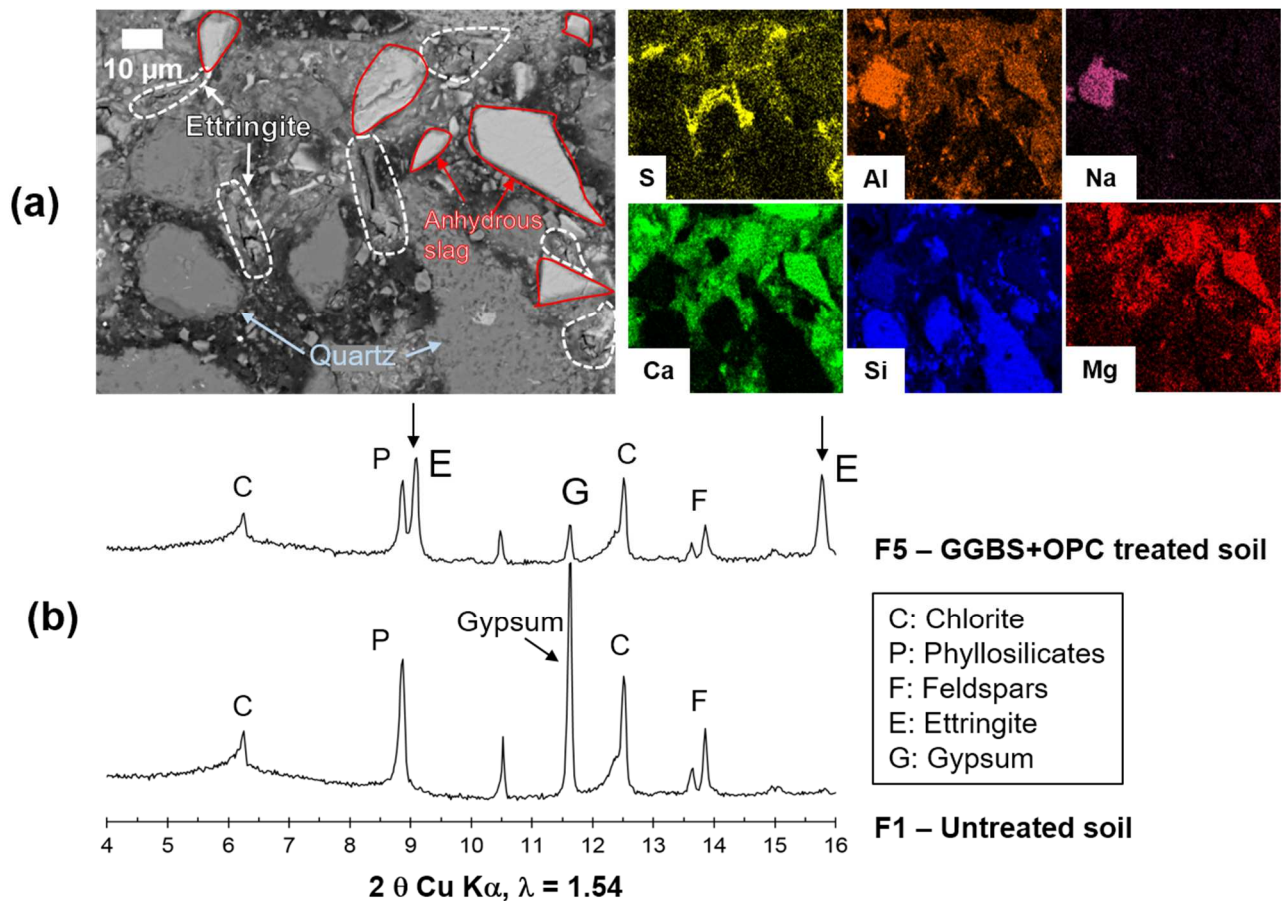 (a)
10 µm
Ettringite
Anhydrous
slag
Quartz
S
Al
Na
Ca
Si
Mg
(b)
C
P
E
G
C
F
E
F5 – GGBS+OPC treated soil
C
P
Gypsum
C
F
C: Chlorite
P: Phyllosilicates
F: Feldspars
E: Ettringite
G: Gypsum
F1 – Untreated soil
4 5 6 7 8 9 10 11 12 13 14 15 16
2 θ Cu Kα, λ = 1.54